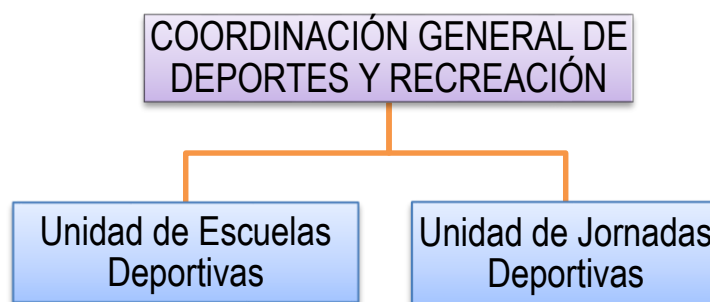 COORDINACIÓN GENERAL DE
DEPORTES Y RECREACIÓN
Unidad de Escuelas
Deportivas
Unidad de Jornadas
Deportivas